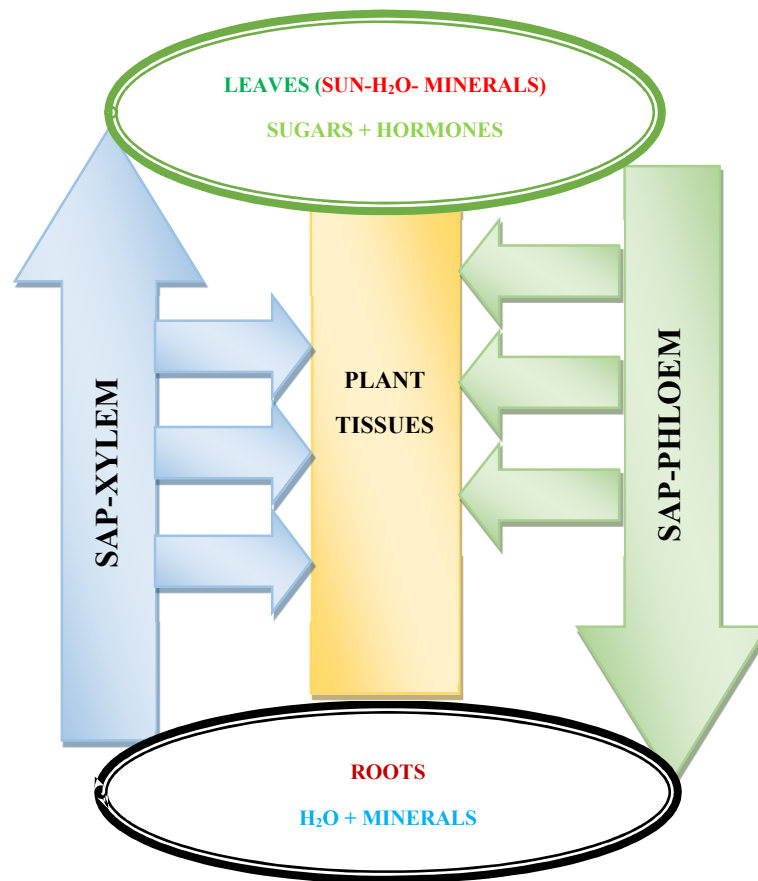 LEAVES (SUN-H₂O- MINERALS)
SUGARS + HORMONES
SAP-XYLEM
PLANT
TISSUES
SAP-PHLOEM
ROOTS
H₂O + MINERALS